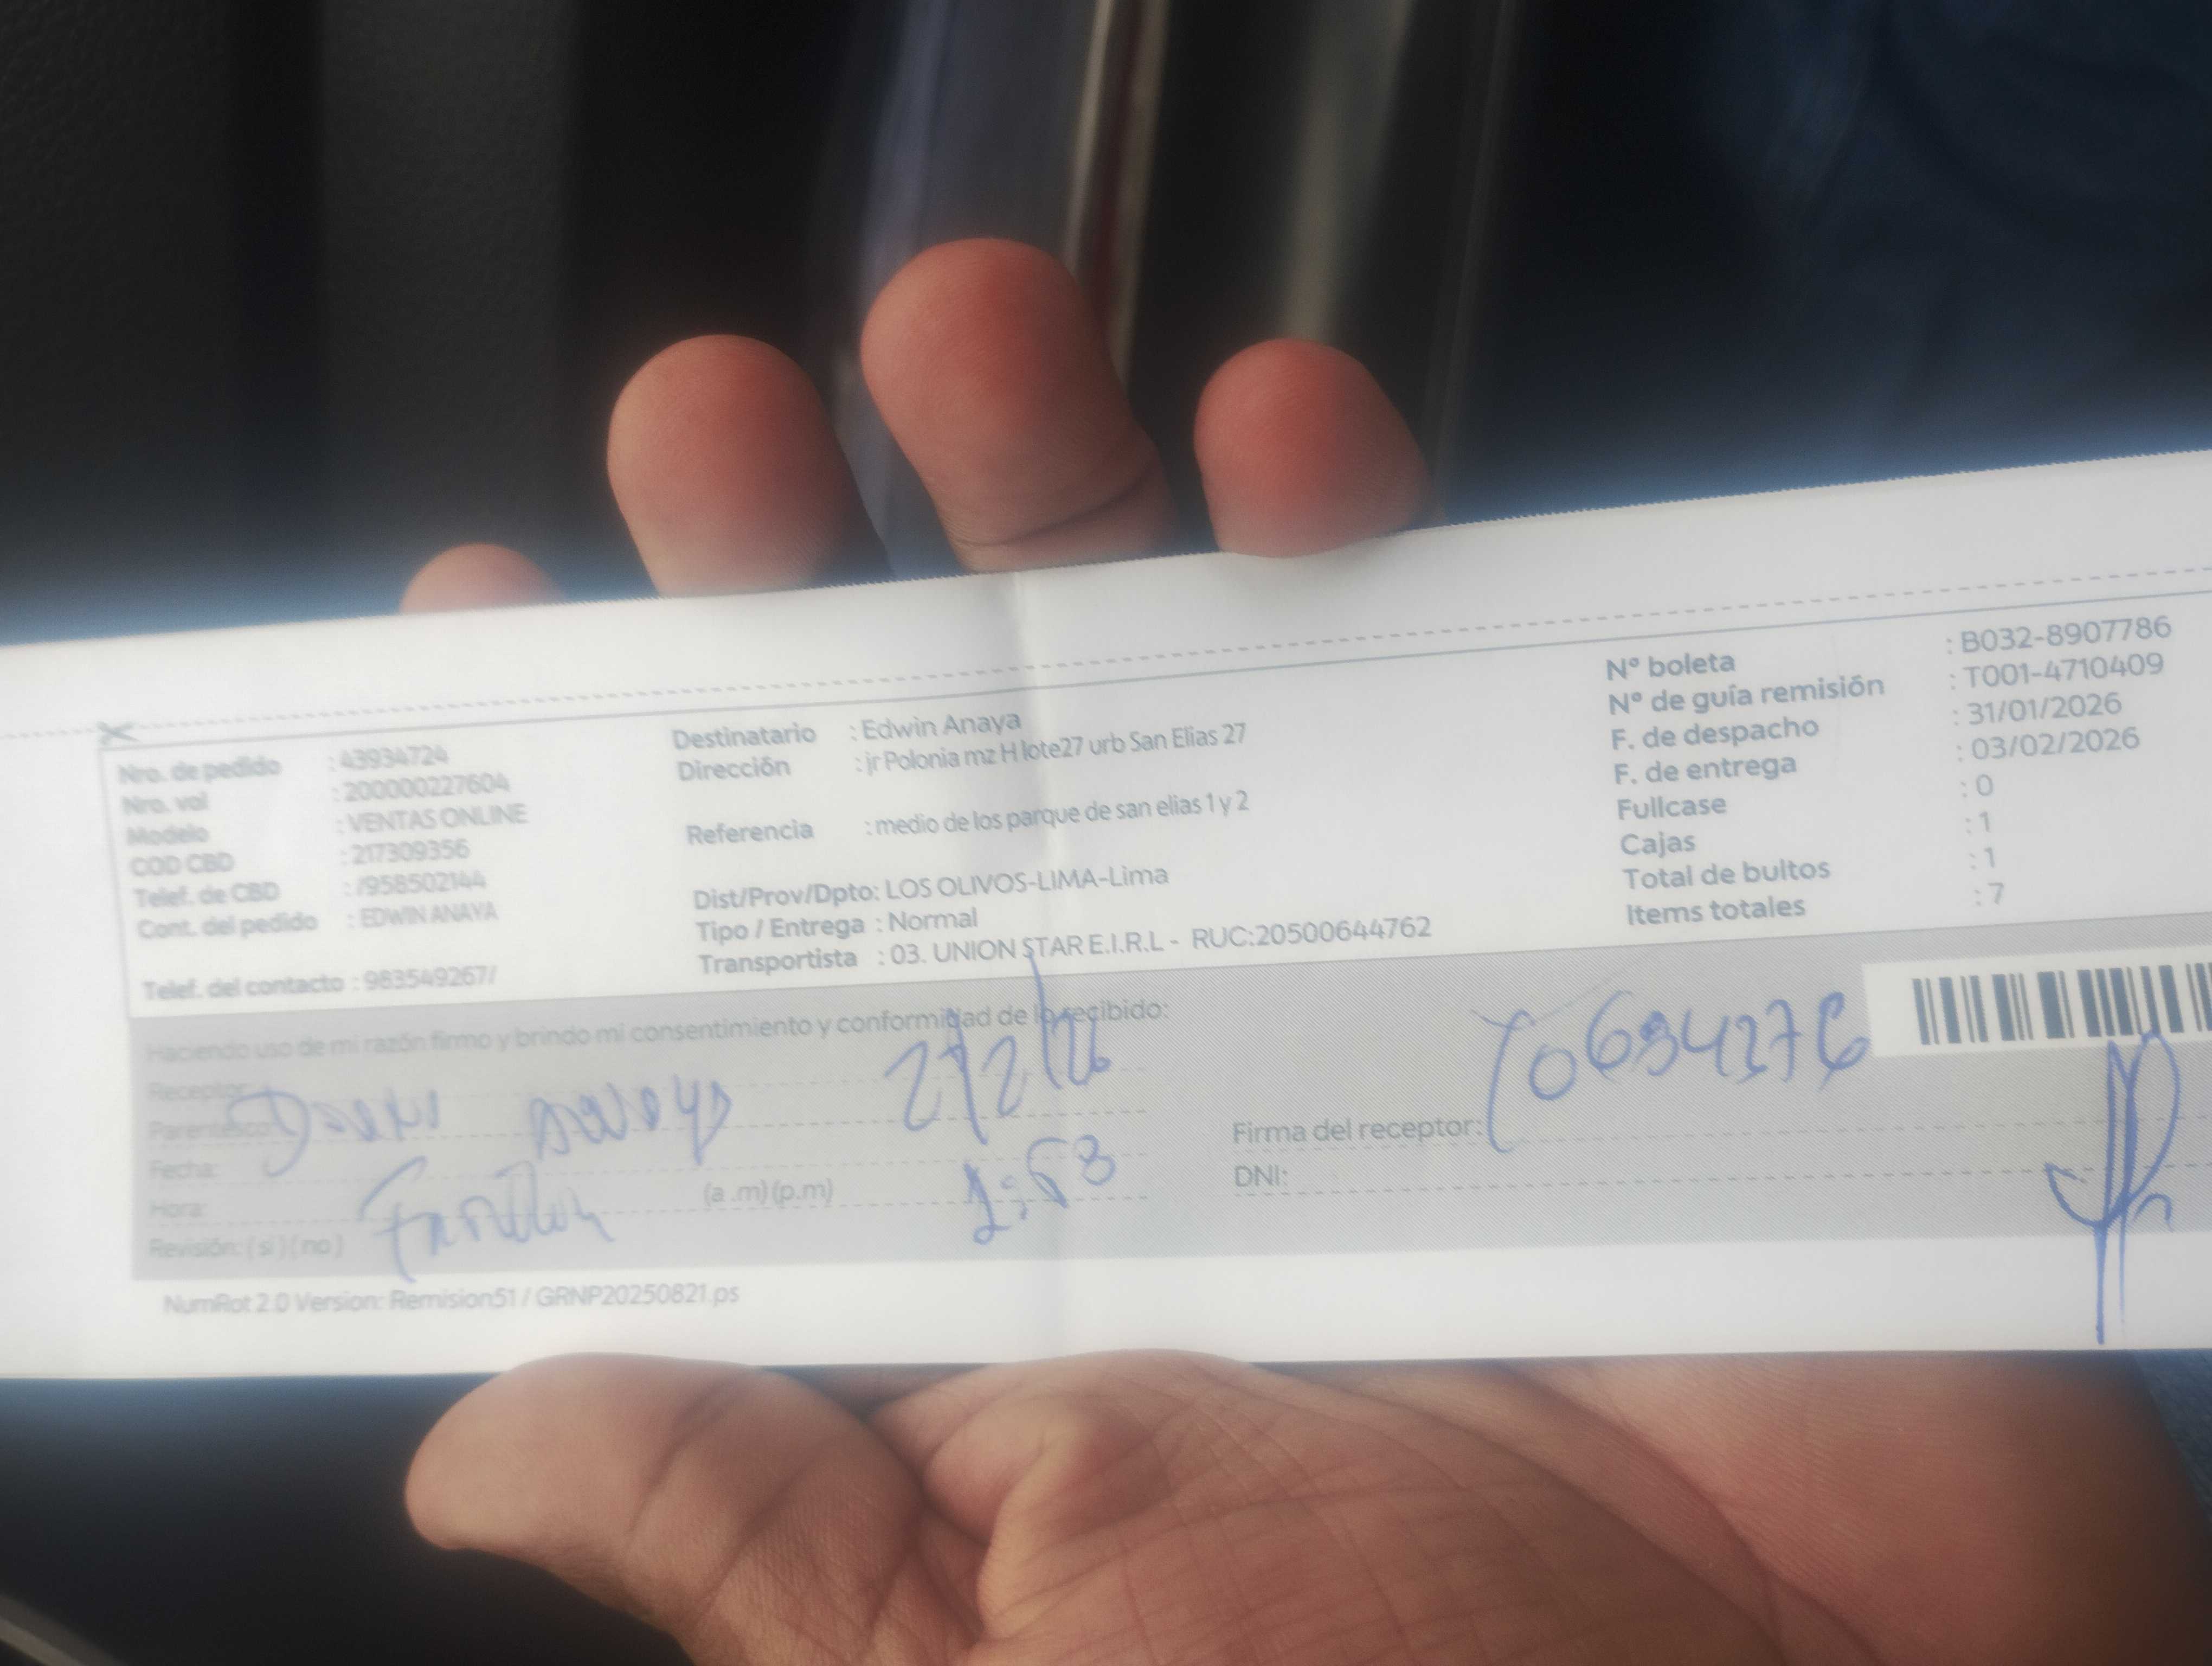 Nro. de pedido : 43934724
Nro. val : 200000227604
Modelo : VENTAS ONLINE
COD CBD : 217309356
Telef. de CBD : /958502144
Cont. del pedido : EDWIN ANAYA
Telef. del contacto : 983549267/
Destinatario : Edwin Anaya
Dirección : jr Polonia mz H lote27 urb San Elias 27
Referencia : medio de los parque de san elias 1 y 2
Dist/Prov/Dpto: LOS OLIVOS-LIMA-Lima
Tipo / Entrega : Normal
Transportista : 03. UNION STAR E.I.R.L - RUC:20500644762
N° boleta : B032-8907786
N° de guía remisión : T001-4710409
F. de despacho : 31/01/2026
F. de entrega : 03/02/2026
Fullcase : 0
Cajas : 1
Total de bultos : 1
Items totales : 7
Haciendo uso de mi razón firmo y brindo mi consentimiento y conformidad de lo recibido:
Receptor:
Parentesco:
2/2/26
Fecha:
Hora: (a .m) (p.m)
Revisión: ( si ) ( no )
Firma del receptor:
DNI:
NumRot 2.0 Version: Remision51 / GRNP20250821.ps